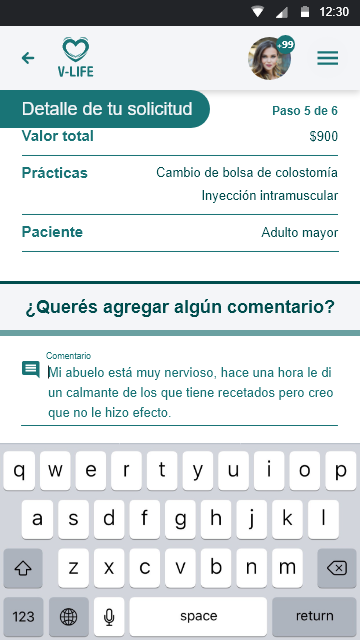 12:30
V-LIFE
+99
Detalle de tu solicitud
Paso 5 de 6
Valor total $900
Prácticas Cambio de bolsa de colostomía
Inyección intramuscular
Paciente Adulto mayor
¿Querés agregar algún comentario?
Comentario
Mi abuelo está muy nervioso, hace una hora le di
un calmante de los que tiene recetados pero creo
que no le hizo efecto.
q w e r t y u i o p
a s d f g h j k l
z x c v b n m
123 space return